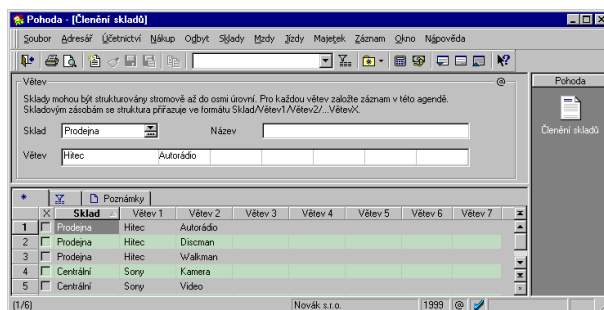 Pohoda - [Členění skladů]
Soubor Adresář Účetnictví Nákup Odbyt Sklady Mzdy Jízdy Majetek Záznam Okno Nápověda
Větev @
Sklady mohou být strukturovány stromově až do osmi úrovní. Pro každou větev založte záznam v této agendě.
Skladovým zásobám se struktura přiřazuje ve formátu Sklad/Větev1/Větev2/...VětevX.
Sklad Prodejna Název
Větev Hitec Autorádio
Pohoda
Členění skladů
* Poznámky
X Sklad Větev 1 Větev 2 Větev 3 Větev 4 Větev 5 Větev 6 Větev 7
1 Prodejna Hitec Autorádio
2 Prodejna Hitec Discman
3 Prodejna Hitec Walkman
4 Centrální Sony Kamera
5 Centrální Sony Video
(1/6) Novák s.r.o. 1999 @